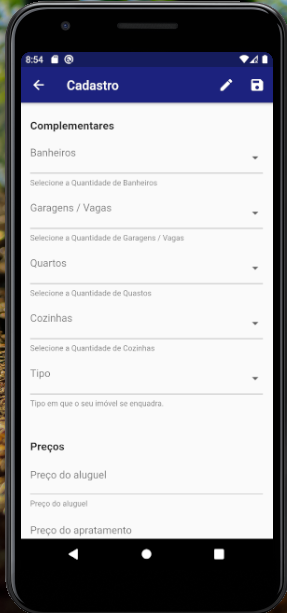 8:54
Cadastro
Complementares
Banheiros
Selecione a Quantidade de Banheiros
Garagens / Vagas
Selecione a Quantidade de Garagens / Vagas
Quartos
Selecione a Quantidade de Quastos
Cozinhas
Selecione a Quantidade de Cozinhas
Tipo
Tipo em que o seu imóvel se enquadra.
Preços
Preço do aluguel
Preço do aluguel
Preço do apratamento